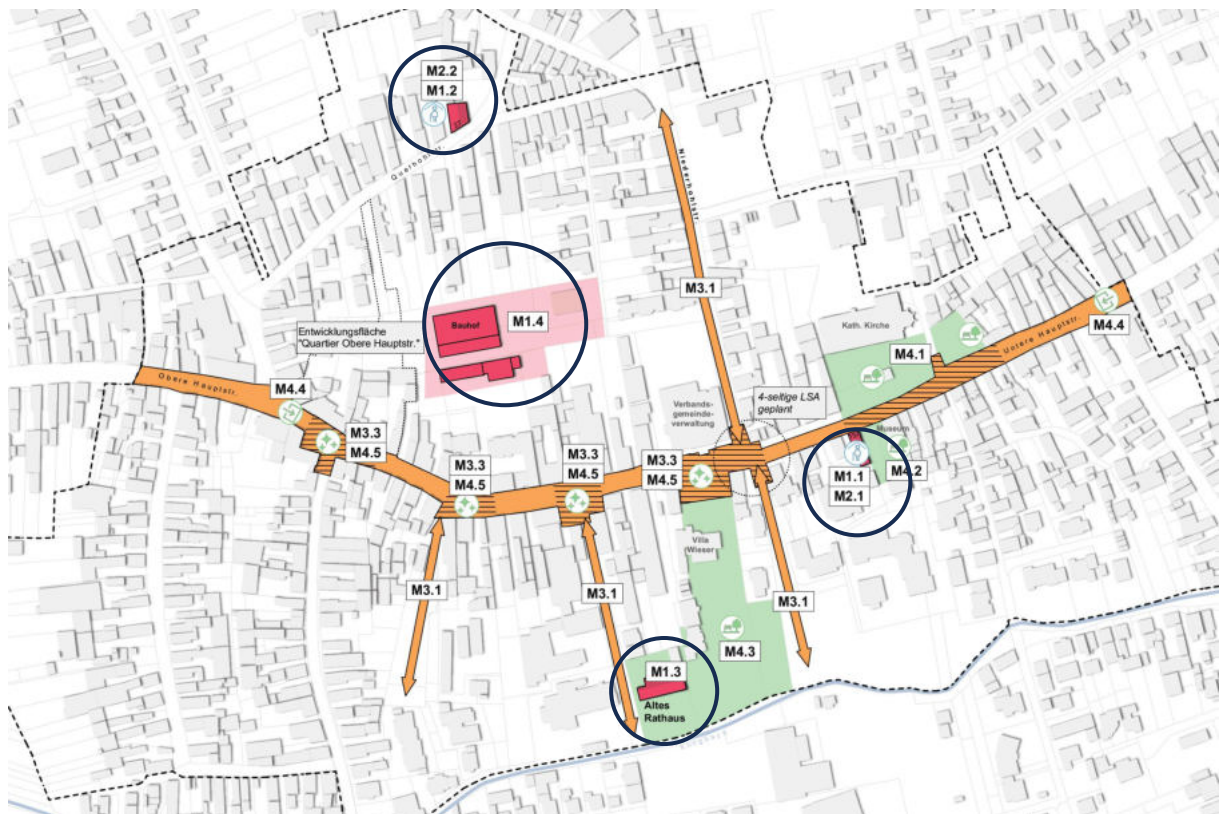 M2.2
M1.2
Quelhohlstr.
Niederhohlstr.
Bauhof
M1.4
Entwicklungsfläche
"Quartier Obere Hauptstr."
M3.1
Kath. Kirche
M4.4
Untere Hauptstr.
M4.1
Obere Hauptstr.
M4.4
4-seitige LSA
geplant
Verbands-
gemeinde-
verwaltung
Museum
M3.3
M4.5
M3.3
M4.5
M3.3
M4.5
M3.3
M4.5
M4.2
M1.1
M2.1
Villa
Wieser
M3.1
M3.1
M3.1
M4.3
M1.3
Altes
Rathaus